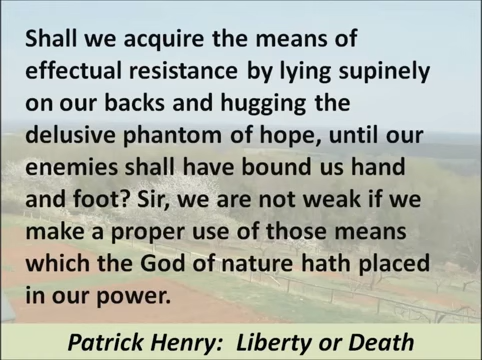 Shall we acquire the means of
effectual resistance by lying supinely
on our backs and hugging the
delusive phantom of hope, until our
enemies shall have bound us hand
and foot? Sir, we are not weak if we
make a proper use of those means
which the God of nature hath placed
in our power.
Patrick Henry:  Liberty or Death